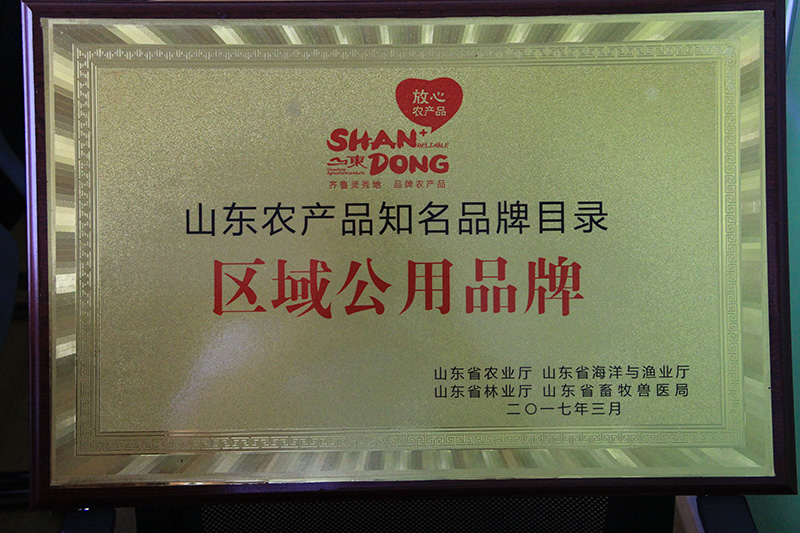 放心
农产品
SHAN+
RELIABLE
山東 DONG
齐鲁灵秀地 品牌农产品
山东农产品知名品牌目录
区域公用品牌
山东省农业厅 山东省海洋与渔业厅
山东省林业厅 山东省畜牧兽医局
二〇一七年三月